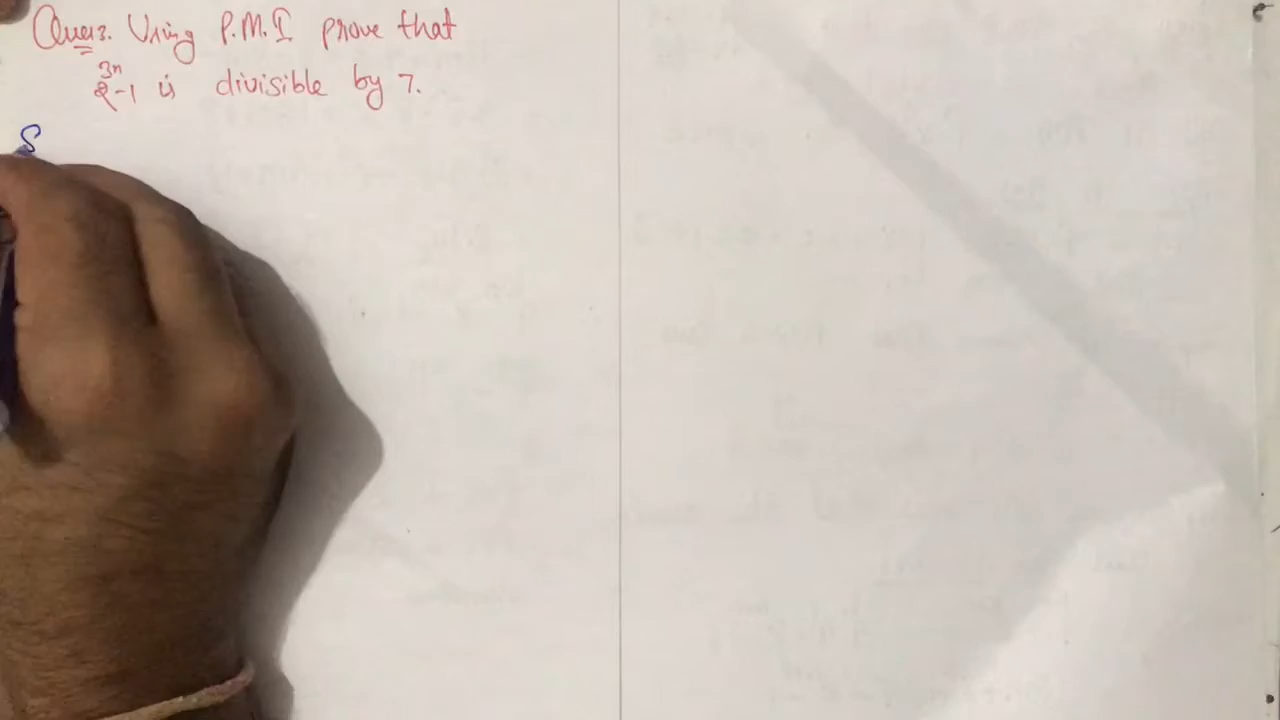 Ques. Using P.M.I prove that
2^3n-1 is divisible by 7.
S